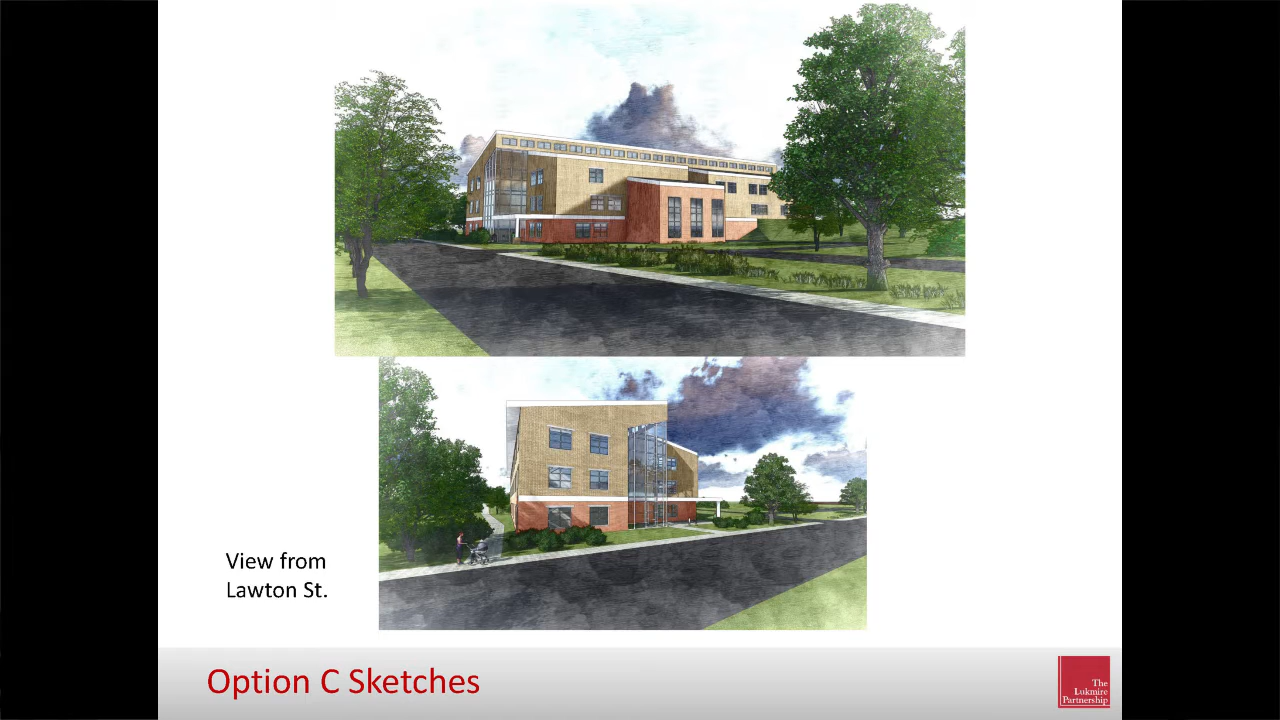 View from
Lawton St.
Option C Sketches
The
Lukmire
Partnership